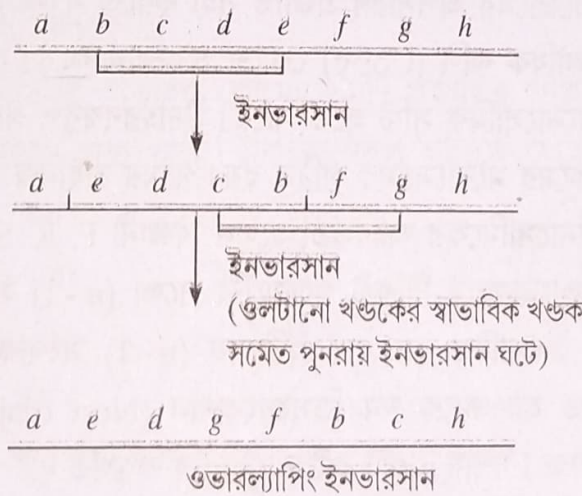 a b c d e f g h
ইনভারসান
a e d c b f g h
ইনভারসান
(ওলটানো খণ্ডকের স্বাভাবিক খণ্ডক
সমেত পুনরায় ইনভারসান ঘটে)
a e d g f b c h
ওভারল্যাপিং ইনভারসান